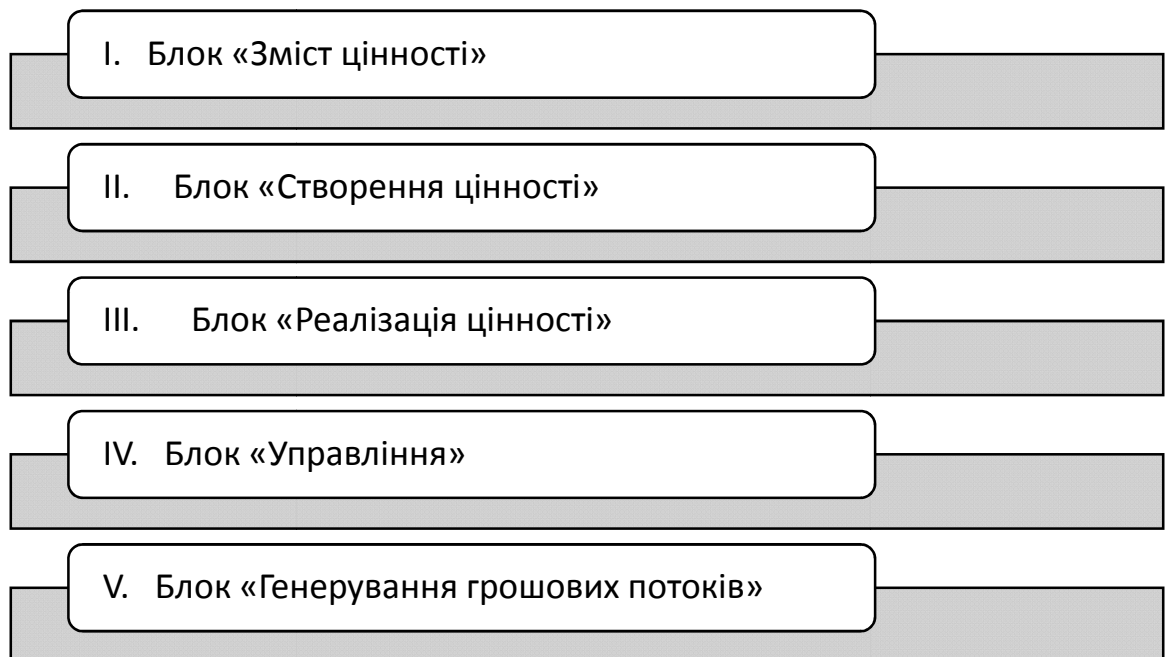 I. Блок «Зміст цінності»
II. Блок «Створення цінності»
III. Блок «Реалізація цінності»
IV. Блок «Управління»
V. Блок «Генерування грошових потоків»